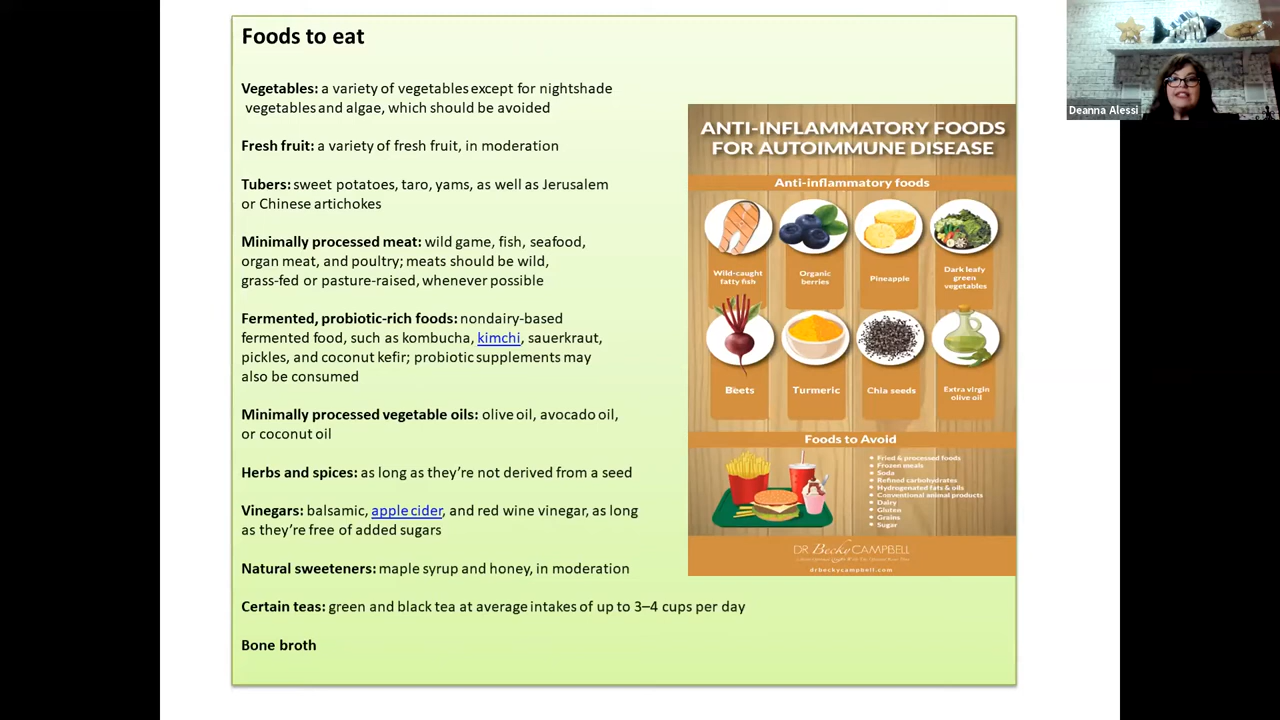 Foods to eat
Vegetables: a variety of vegetables except for nightshade
vegetables and algae, which should be avoided
Fresh fruit: a variety of fresh fruit, in moderation
Tubers: sweet potatoes, taro, yams, as well as Jerusalem
or Chinese artichokes
Minimally processed meat: wild game, fish, seafood,
organ meat, and poultry; meats should be wild,
grass-fed or pasture-raised, whenever possible
Fermented, probiotic-rich foods: nondairy-based
fermented food, such as kombucha, kimchi, sauerkraut,
pickles, and coconut kefir; probiotic supplements may
also be consumed
Minimally processed vegetable oils: olive oil, avocado oil,
or coconut oil
Herbs and spices: as long as they’re not derived from a seed
Vinegars: balsamic, apple cider, and red wine vinegar, as long
as they’re free of added sugars
Natural sweeteners: maple syrup and honey, in moderation
Certain teas: green and black tea at average intakes of up to 3–4 cups per day
Bone broth
ANTI-INFLAMMATORY FOODS
FOR AUTOIMMUNE DISEASE
Anti-inflammatory foods
Wild-caught
fatty fish
Organic
berries
Pineapple
Dark leafy
green
vegetables
Beets
Turmeric
Chia seeds
Extra virgin
olive oil
Foods to Avoid
Fried & processed foods
Frozen meals
Soda
Refined carbohydrates
Hydrogenated fats & oils
Conventional animal products
Dairy
Gluten
Grains
Sugar
DR Becky CAMPBELL
drbeckycampbell.com
Deanna Alessi